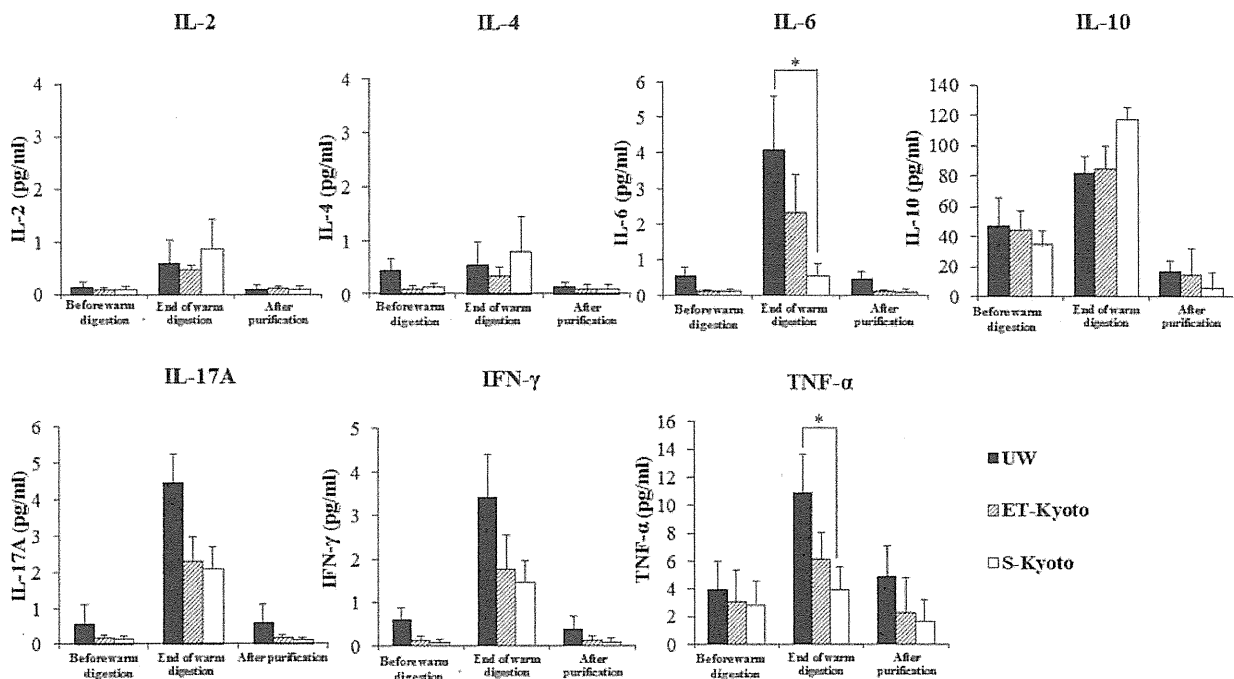 IL-2
IL-2 (pg/ml)
4
3
2
1
0
Before warm digestion
End of warm digestion
After purification
IL-4
IL-4 (pg/ml)
4
3
2
1
0
Before warm digestion
End of warm digestion
After purification
IL-6
IL-6 (pg/ml)
6
5
4
3
2
1
0
*
Before warm digestion
End of warm digestion
After purification
IL-10
IL-10 (pg/ml)
140
120
100
80
60
40
20
0
Before warm digestion
End of warm digestion
After purification
IL-17A
IL-17A (pg/ml)
6
5
4
3
2
1
0
Before warm digestion
End of warm digestion
After purification
IFN-γ
IFN-γ (pg/ml)
5
4
3
2
1
0
Before warm digestion
End of warm digestion
After purification
TNF-α
TNF-α (pg/ml)
16
14
12
10
8
6
4
2
0
*
Before warm digestion
End of warm digestion
After purification
UW
ET-Kyoto
S-Kyoto